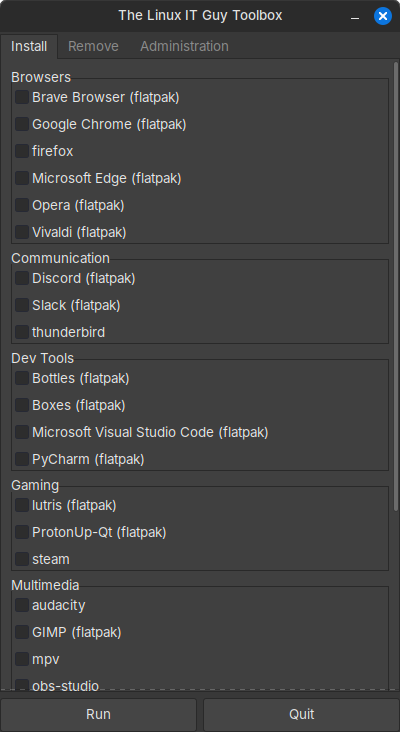 The Linux IT Guy Toolbox
Install Remove Administration
Browsers
Brave Browser (flatpak)
Google Chrome (flatpak)
firefox
Microsoft Edge (flatpak)
Opera (flatpak)
Vivaldi (flatpak)
Communication
Discord (flatpak)
Slack (flatpak)
thunderbird
Dev Tools
Bottles (flatpak)
Boxes (flatpak)
Microsoft Visual Studio Code (flatpak)
PyCharm (flatpak)
Gaming
lutris (flatpak)
ProtonUp-Qt (flatpak)
steam
Multimedia
audacity
GIMP (flatpak)
mpv
obs-studio
Run Quit